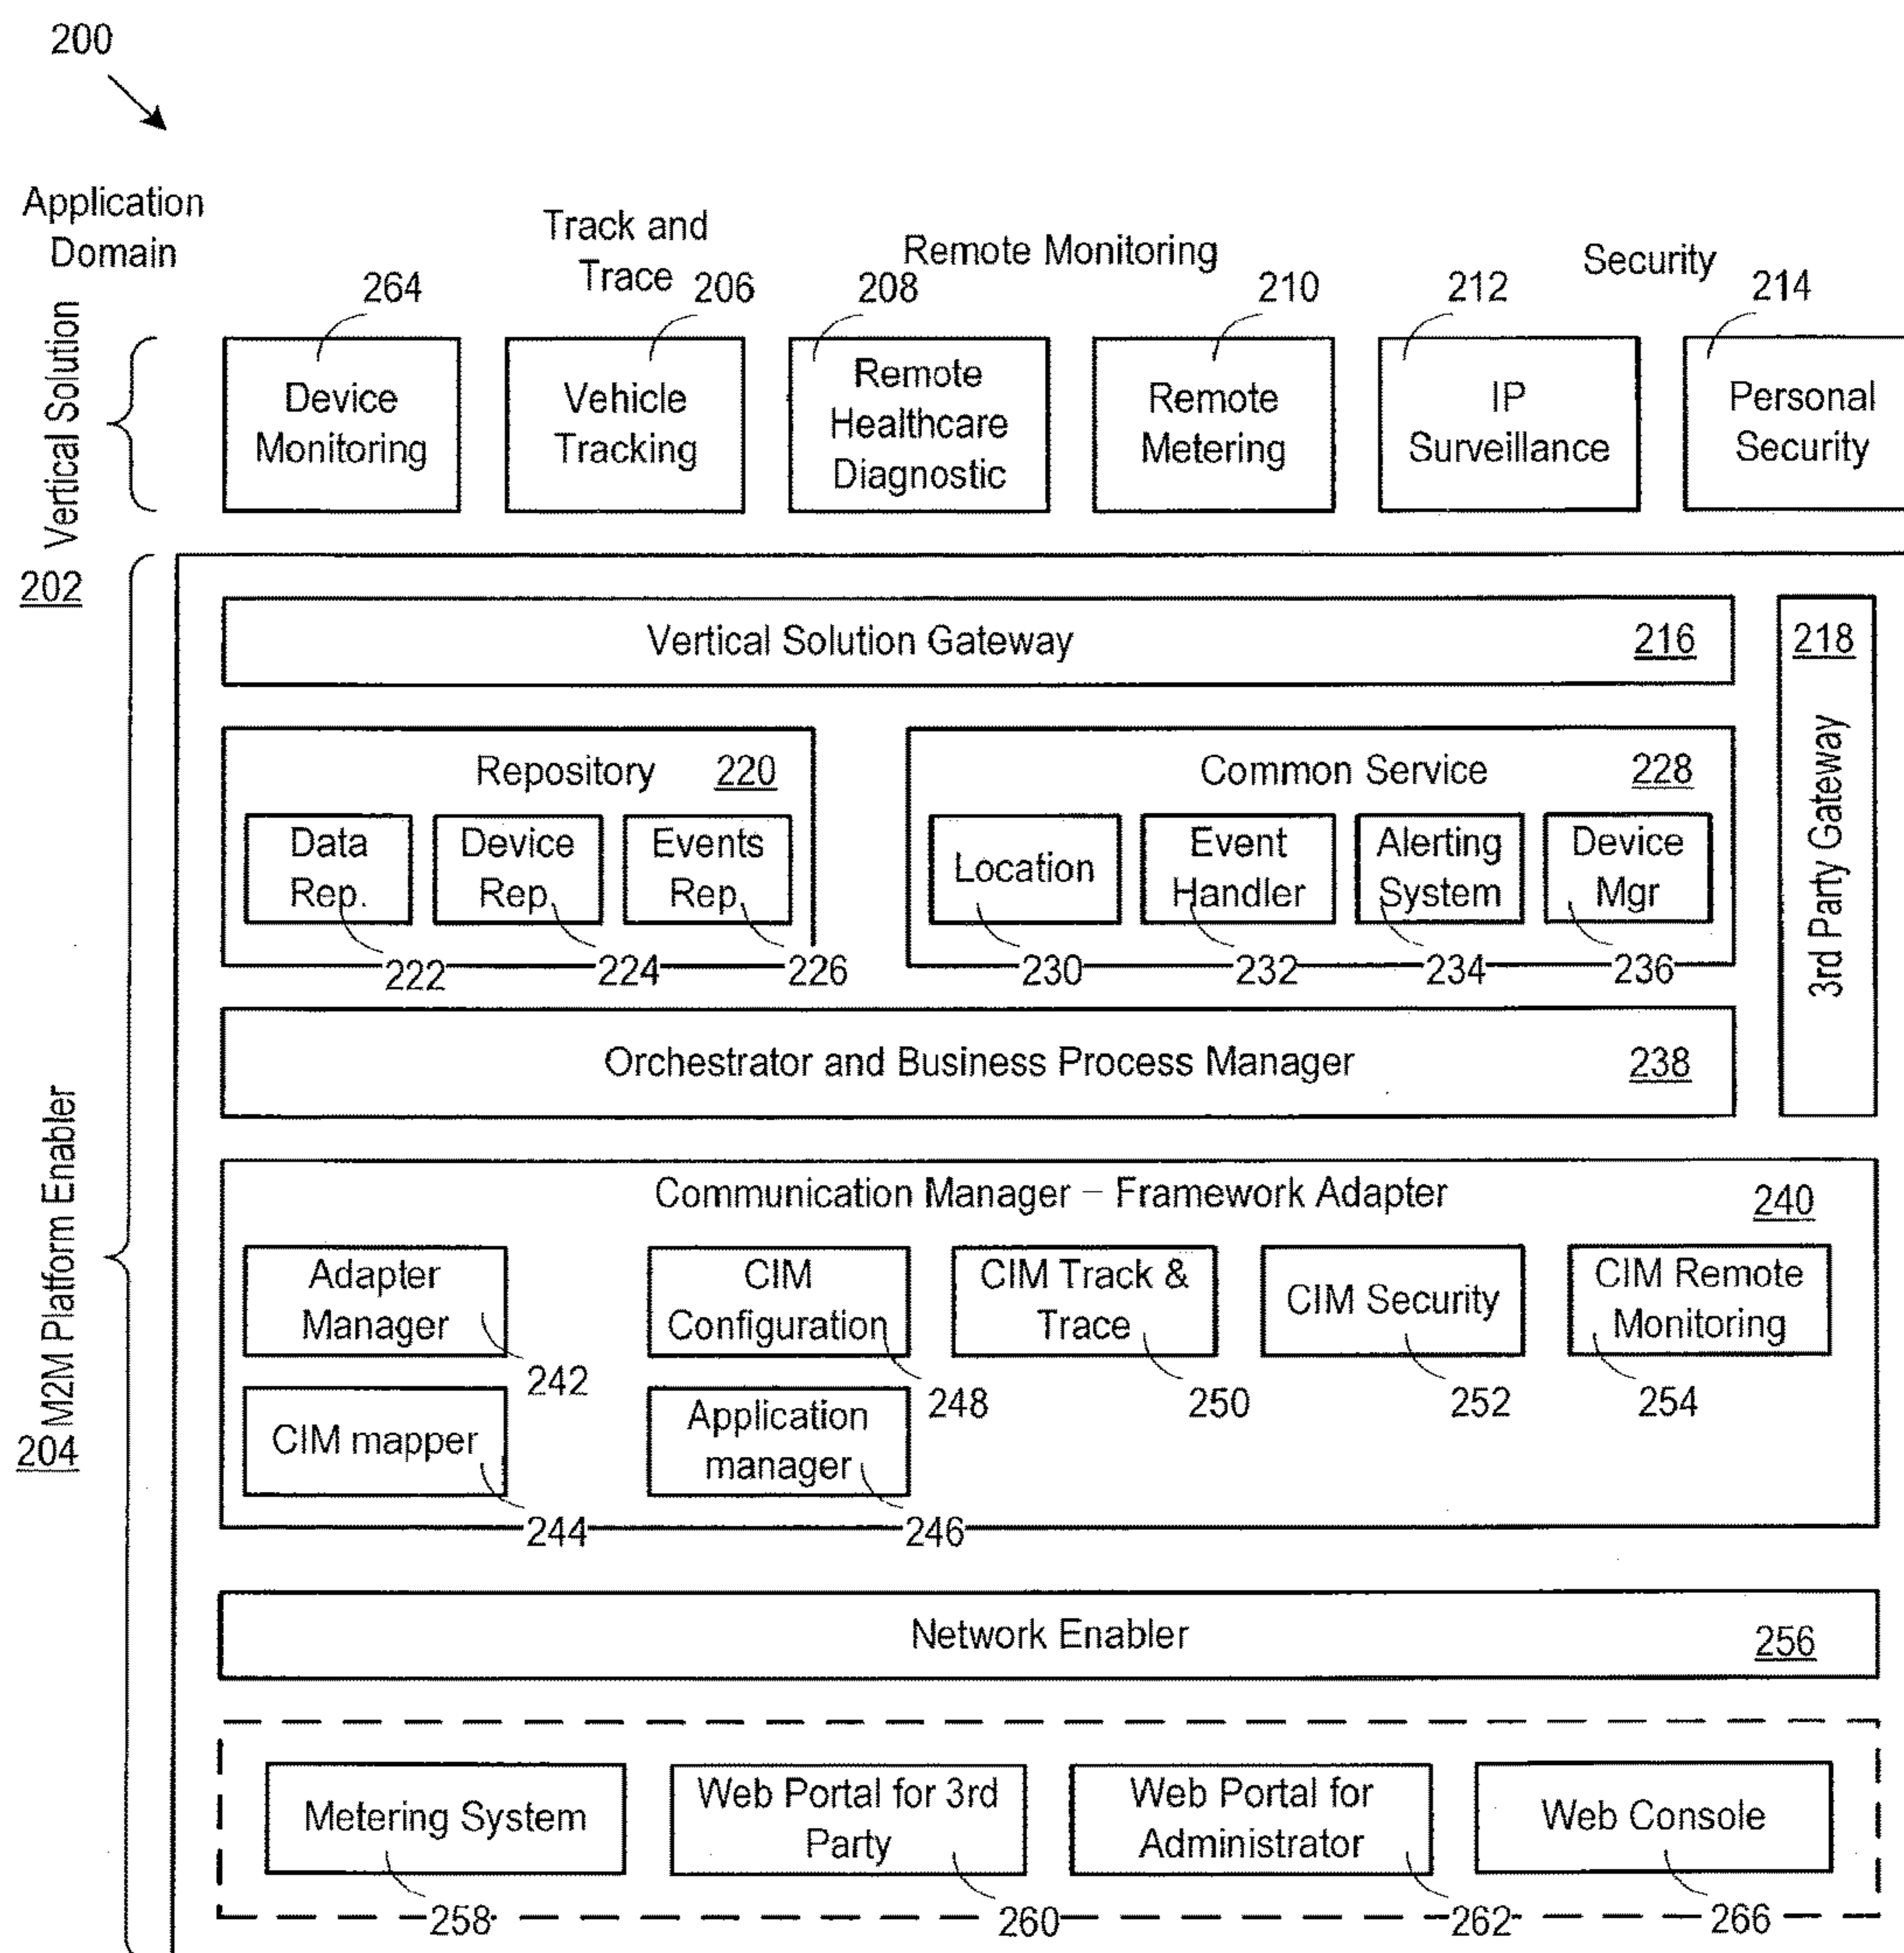 200
Application
Domain
Track and
Trace
Remote Monitoring
Security
264
206
208
210
212
214
Vertical Solution
202
Device
Monitoring
Vehicle
Tracking
Remote
Healthcare
Diagnostic
Remote
Metering
IP
Surveillance
Personal
Security
M2M Platform Enabler
204
Vertical Solution Gateway 216
218
3rd Party Gateway
Repository 220
Data
Rep.
Device
Rep.
Events
Rep.
222
224
226
Common Service 228
Location
Event
Handler
Alerting
System
Device
Mgr
230
232
234
236
Orchestrator and Business Process Manager 238
Communication Manager – Framework Adapter 240
Adapter
Manager
242
CIM
Configuration
248
CIM Track &
Trace
250
CIM Security
252
CIM Remote
Monitoring
254
CIM mapper
244
Application
manager
246
Network Enabler 256
Metering System
258
Web Portal for 3rd
Party
260
Web Portal for
Administrator
262
Web Console
266